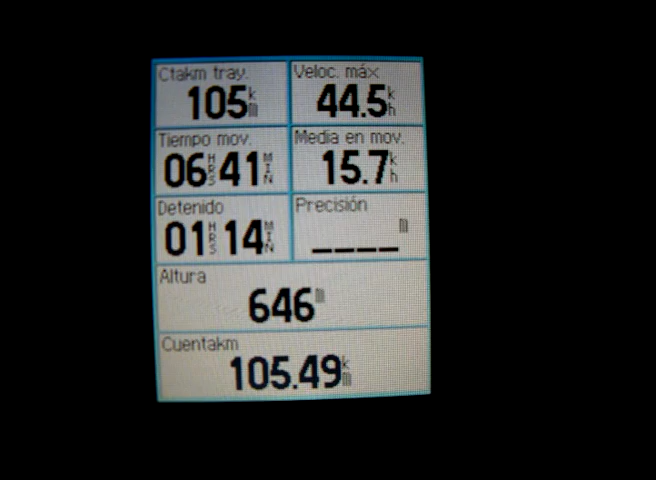 Ctakm tray. Veloc. máx
105 km 44.5 kh
Tiempo mov. Media en mov.
06 HRS 41 MIN 15.7 kh
Detenido Precisión
01 HRS 14 MIN ____ m
Altura
646 m
Cuentakm
105.49 km